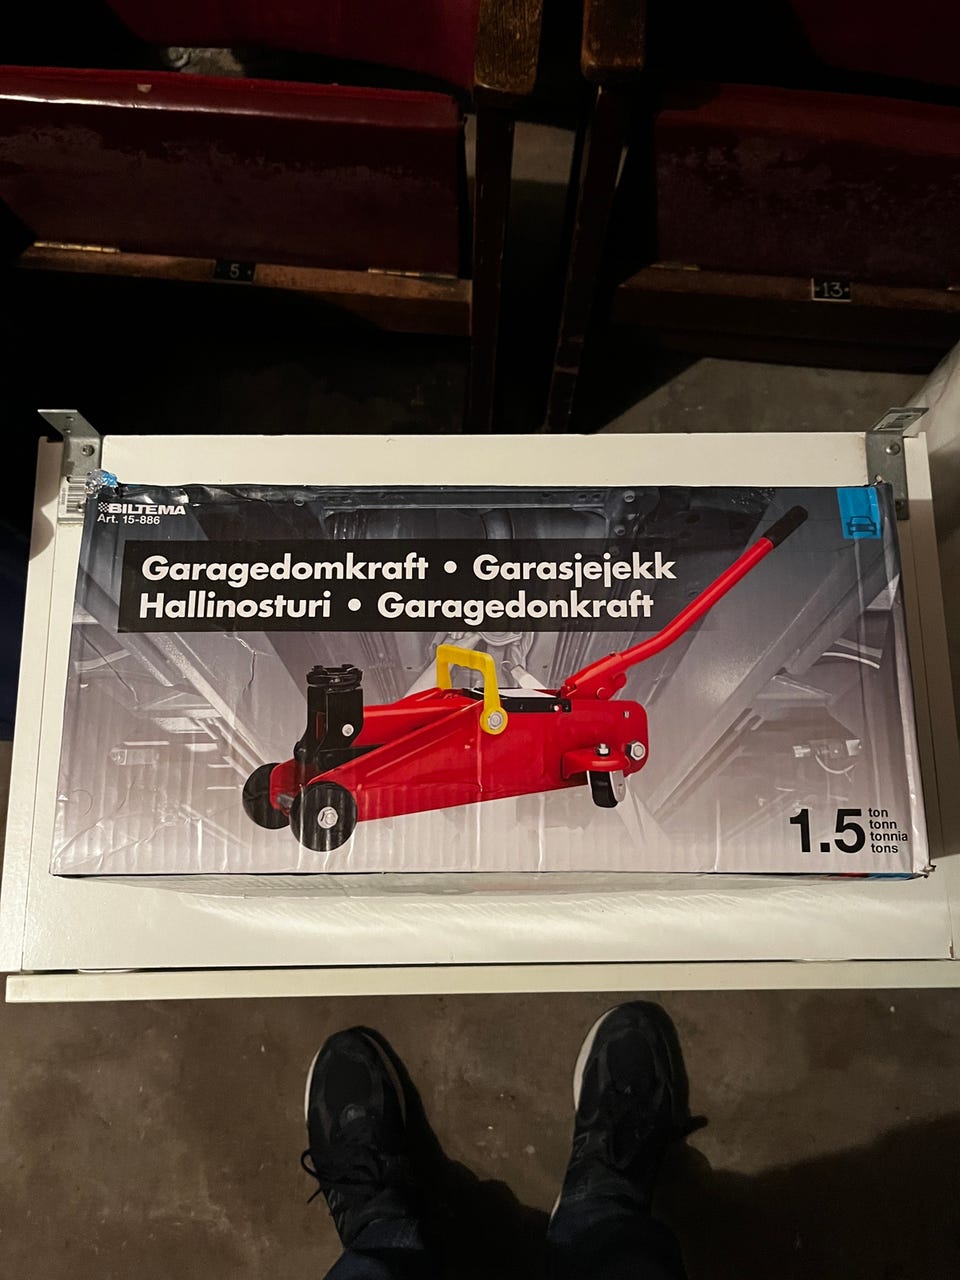 5
13
BILTEMA
Art. 15-886
Garagedomkraft • Garasjejekk
Hallinosturi • Garagedonkraft
1.5
ton
tonn
tonnia
tons